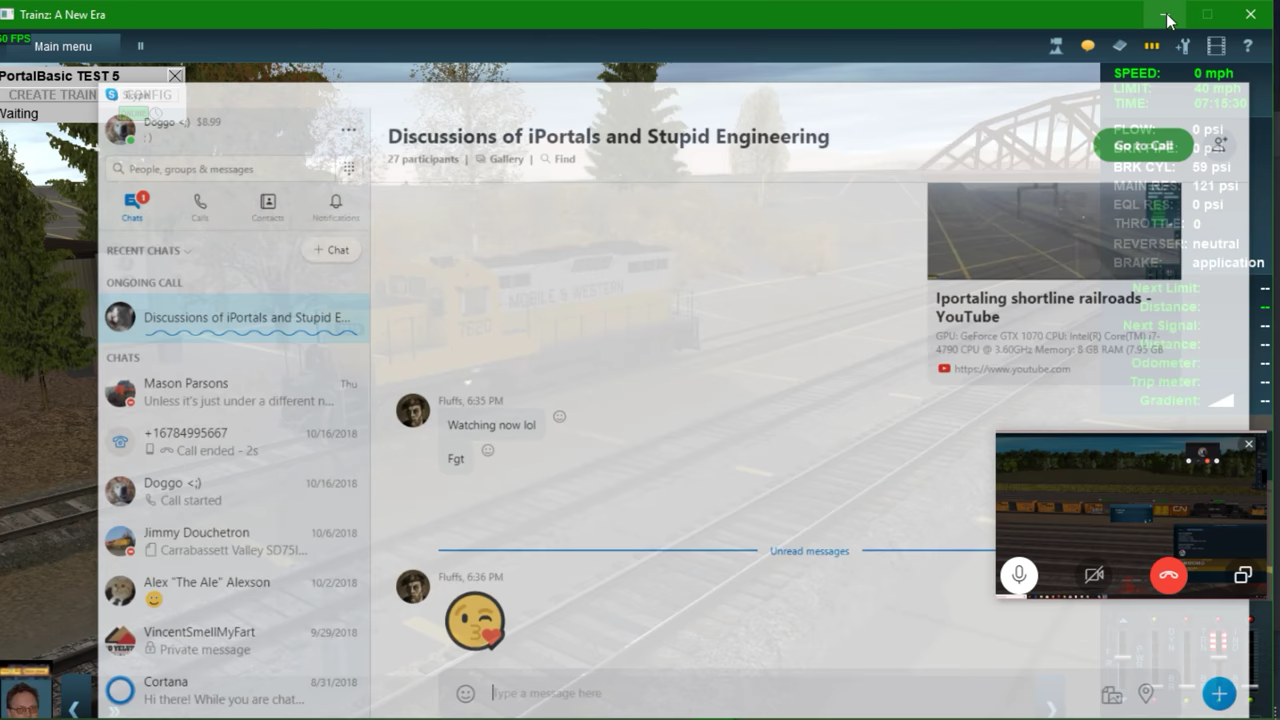 Trainz: A New Era
60 FPS
Main menu
PortalBasic TEST 5
CREATE TRAIN
CONFIG
Waiting
Doggo <;) $8.99
:)
People, groups & messages
1
Chats
Calls
Contacts
Notifications
RECENT CHATS
+ Chat
ONGOING CALL
Discussions of iPortals and Stupid E...
CHATS
Mason Parsons Thu
Unless it's just under a different n...
+16784995667 10/16/2018
Call ended - 2s
Doggo <;) 10/16/2018
Call started
Jimmy Douchetron 10/6/2018
Carrabassett Valley SD75I...
Alex "The Ale" Alexson 10/2/2018
VincentSmellMyFart 9/29/2018
Private message
Cortana 8/31/2018
Hi there! While you are chat...
Discussions of iPortals and Stupid Engineering
27 participants | Gallery | Find
Go to Call
MOBILE & WESTERN
Iportaling shortline railroads -
YouTube
GPU: GeForce GTX 1070 CPU: Intel(R) Core(TM) i7-
4790 CPU @ 3.60GHz Memory: 8 GB RAM (7.95 GB
https://www.youtube.com
Fluffs, 6:35 PM
Watching now lol
Fgt
Unread messages
Fluffs, 6:36 PM
Type a message here
SPEED: 0 mph
LIMIT: 40 mph
TIME: 07:15:30
FLOW: 0 psi
BRK CYL: 59 psi
MAIN RES: 121 psi
EQL RES: 0 psi
THROTTLE: 0
REVERSER: neutral
BRAKE: application
Next Limit: --
Distance: --
Next Signal: --
Distance: --
Odometer: --
Trip meter: --
Gradient: --
CN